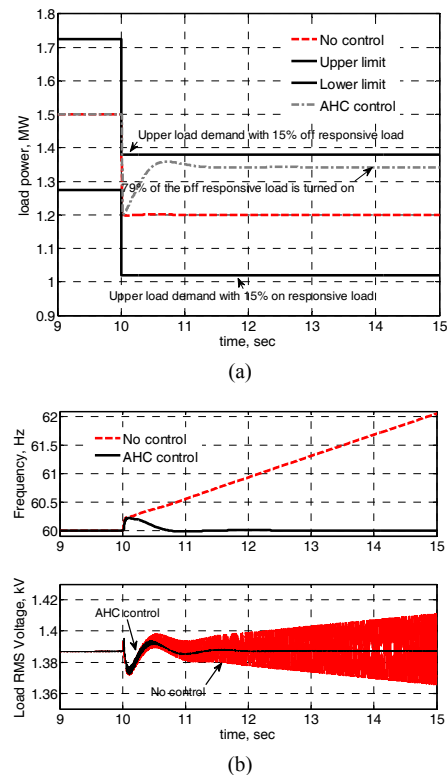 1.8
1.7
1.6
1.5
1.4
1.3
1.2
1.1
1
0.9
load power, MW
No control
Upper limit
Lower limit
AHC control
Upper load demand with 15% off responsive load
79% of the off responsive load is turned on
Upper load demand with 15% on responsive load
9 10 11 12 13 14 15
time, sec
(a)
62
61.5
61
60.5
60
Frequency, Hz
No control
AHC control
9 10 11 12 13 14 15
1.42
1.4
1.38
1.36
Load RMS Voltage, kV
AHC control
No control
9 10 11 12 13 14 15
time, sec
(b)